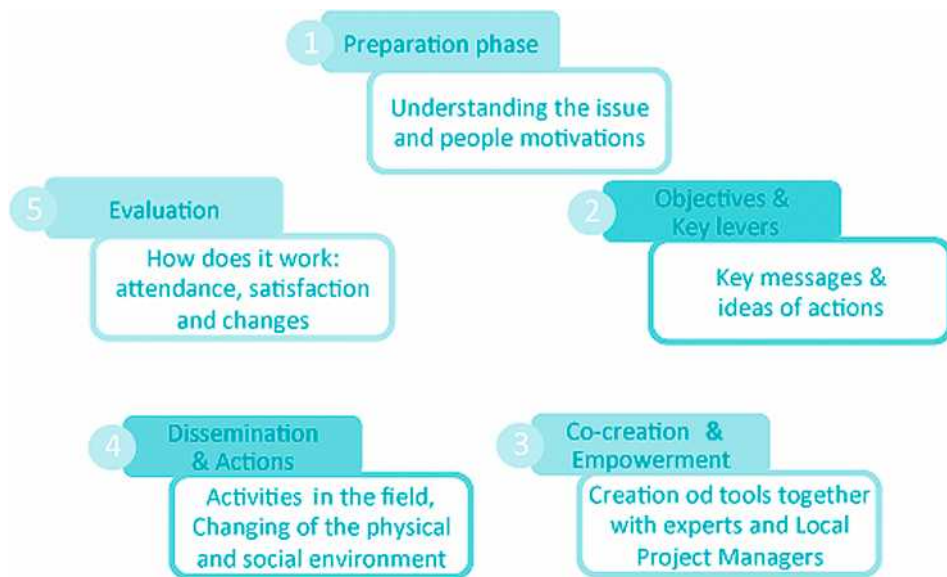 1
Preparation phase
Understanding the issue
and people motivations
2
Objectives &
Key levers
Key messages &
ideas of actions
3
Co-creation &
Empowerment
Creation od tools together
with experts and Local
Project Managers
4
Dissemination
& Actions
Activities in the field,
Changing of the physical
and social environment
5
Evaluation
How does it work:
attendance, satisfaction
and changes